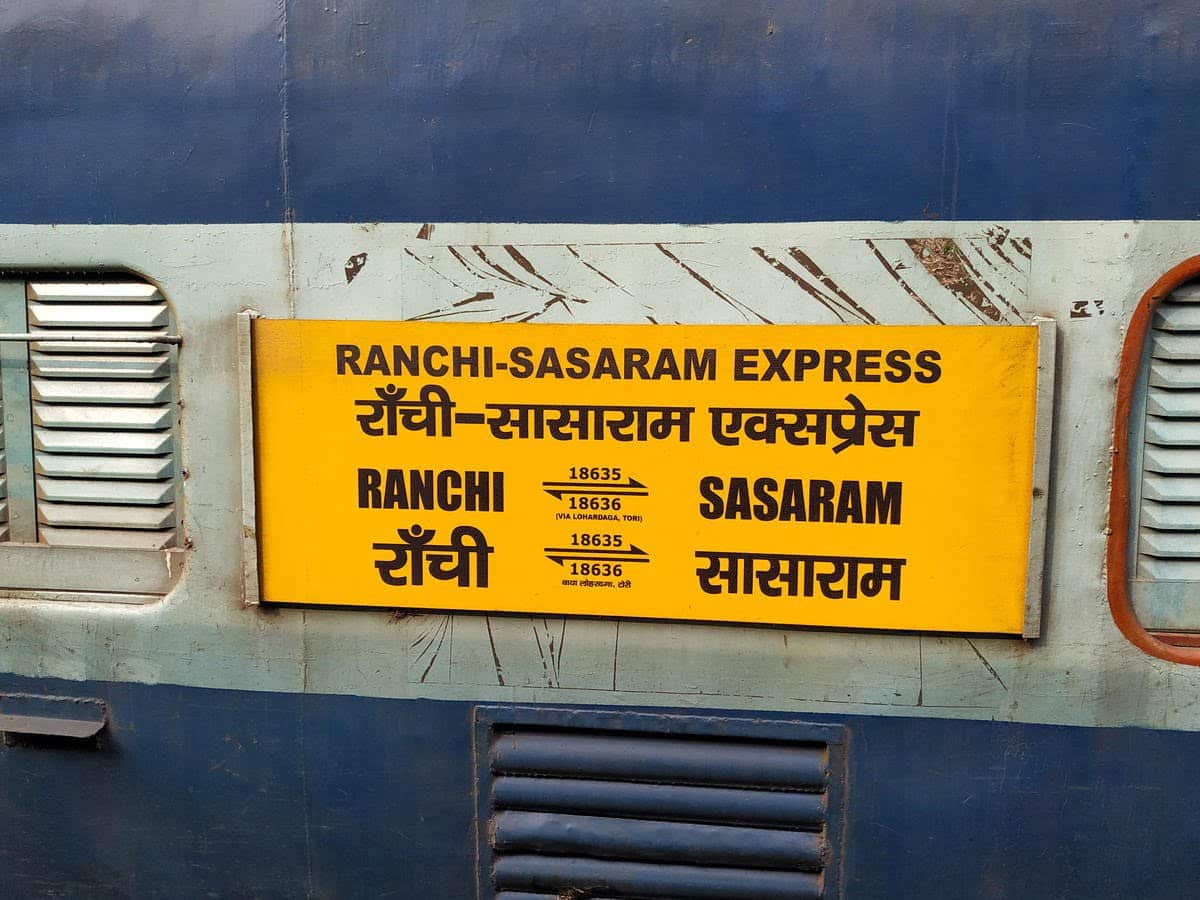 RANCHI-SASARAM EXPRESS
राँची-सासाराम एक्सप्रेस
RANCHI 18635 SASARAM
18636
(VIA LOHARDAGA, TORI)
राँची 18635 सासाराम
18636
टोरी